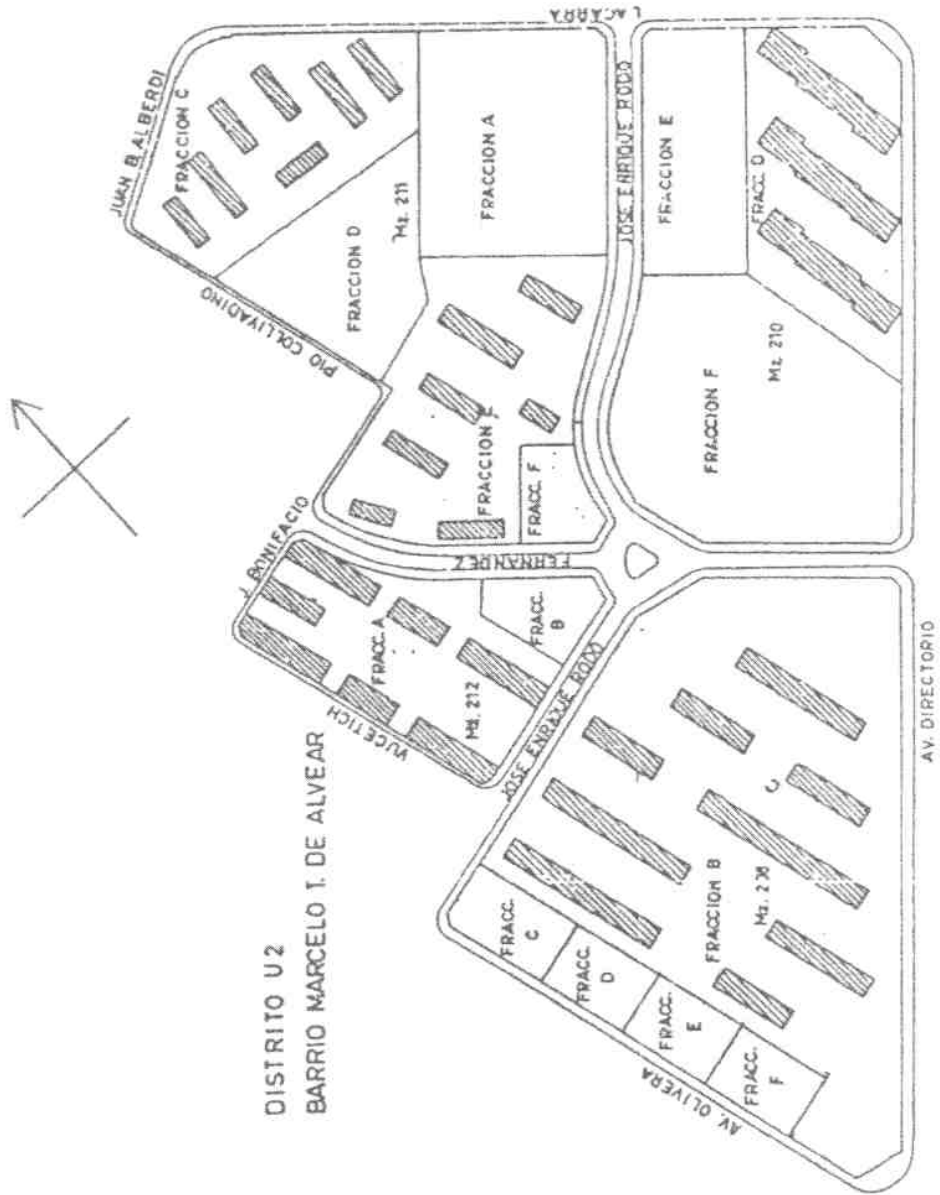 DISTRITO U2
BARRIO MARCELO T. DE ALVEAR
JUAN B. ALBERDI
LACARRA
PIO COLLIVADINO
FRACCION C
FRACCION D
Mz. 211
FRACCION A
FRACCION E
FRACC. F
JOSE ENRIQUE RODO
FRACCION E
FRACC. D
FRACCION F
Mz. 210
J. BONIFACIO
FERNANDEZ
VUCETICH
FRACC. A
FRACC.
B
Mz. 212
JOSE ENRIQUE RODO
FRACC.
C
FRACC.
D
FRACC.
E
FRACC.
F
FRACCION B
AV. OLIVERA
AV. DIRECTORIO